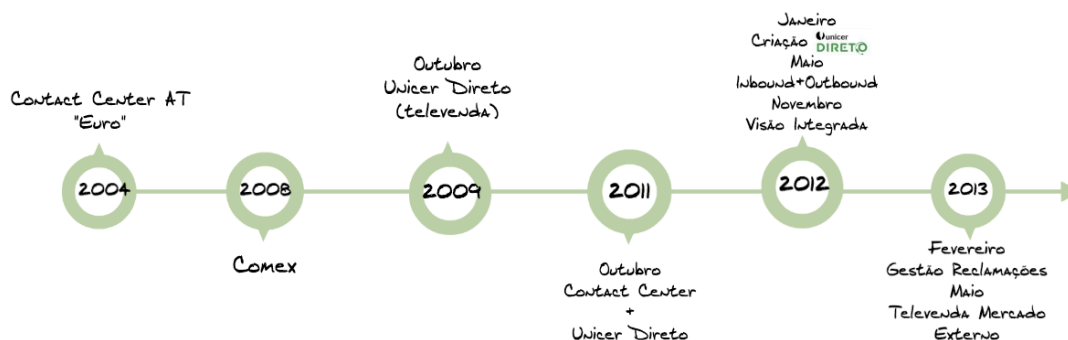 Contact Center AT
"Euro"
2004
2008
Comex
Outubro
Unicer Direto
(televenda)
2009
2011
Outubro
Contact Center
+
Unicer Direto
Janeiro
Criação unicer DIRETO
Maio
Inbound+Outbound
Novembro
Visão Integrada
2012
2013
Fevereiro
Gestão Reclamações
Maio
Televenda Mercado
Externo